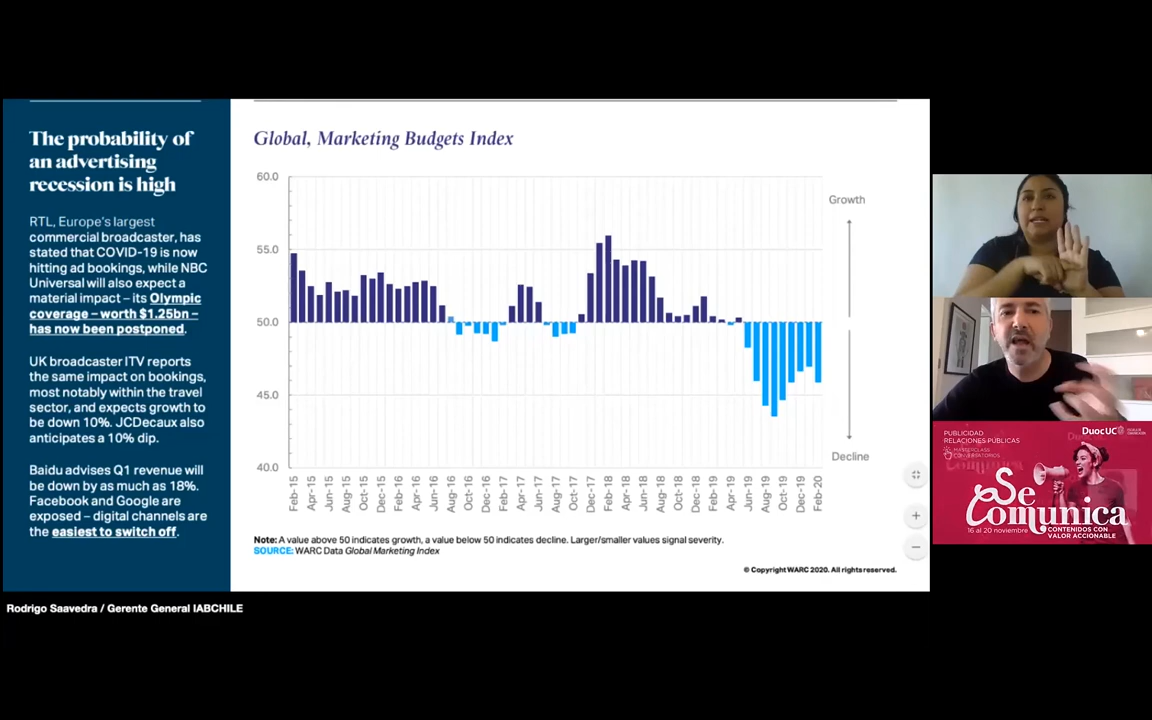 The probability of
an advertising
recession is high
RTL, Europe's largest
commercial broadcaster, has
stated that COVID-19 is now
hitting ad bookings, while NBC
Universal will also expect a
material impact – its Olympic
coverage – worth $1.25bn –
has now been postponed.
UK broadcaster ITV reports
the same impact on bookings,
most notably within the travel
sector, and expects growth to
be down 10%. JCDecaux also
anticipates a 10% dip.
Baidu advises Q1 revenue will
be down by as much as 18%.
Facebook and Google are
exposed – digital channels are
the easiest to switch off.
Global, Marketing Budgets Index
60.0
55.0
50.0
45.0
40.0
Feb-15
Apr-15
Jun-15
Aug-15
Oct-15
Dec-15
Feb-16
Apr-16
Jun-16
Aug-16
Oct-16
Dec-16
Feb-17
Apr-17
Jun-17
Aug-17
Oct-17
Dec-17
Feb-18
Apr-18
Jun-18
Aug-18
Oct-18
Dec-18
Feb-19
Apr-19
Jun-19
Aug-19
Oct-19
Dec-19
Feb-20
Growth
Decline
Note: A value above 50 indicates growth, a value below 50 indicates decline. Larger/smaller values signal severity.
SOURCE: WARC Data Global Marketing Index
© Copyright WARC 2020. All rights reserved.
PUBLICIDAD
RELACIONES PÚBLICAS
MASTERCLASS
CONVERSATORIOS
DuocUC
Se
Comunica
16 al 20 noviembre
CONTENIDOS CON
VALOR ACCIONABLE
Rodrigo Saavedra / Gerente General IABCHILE